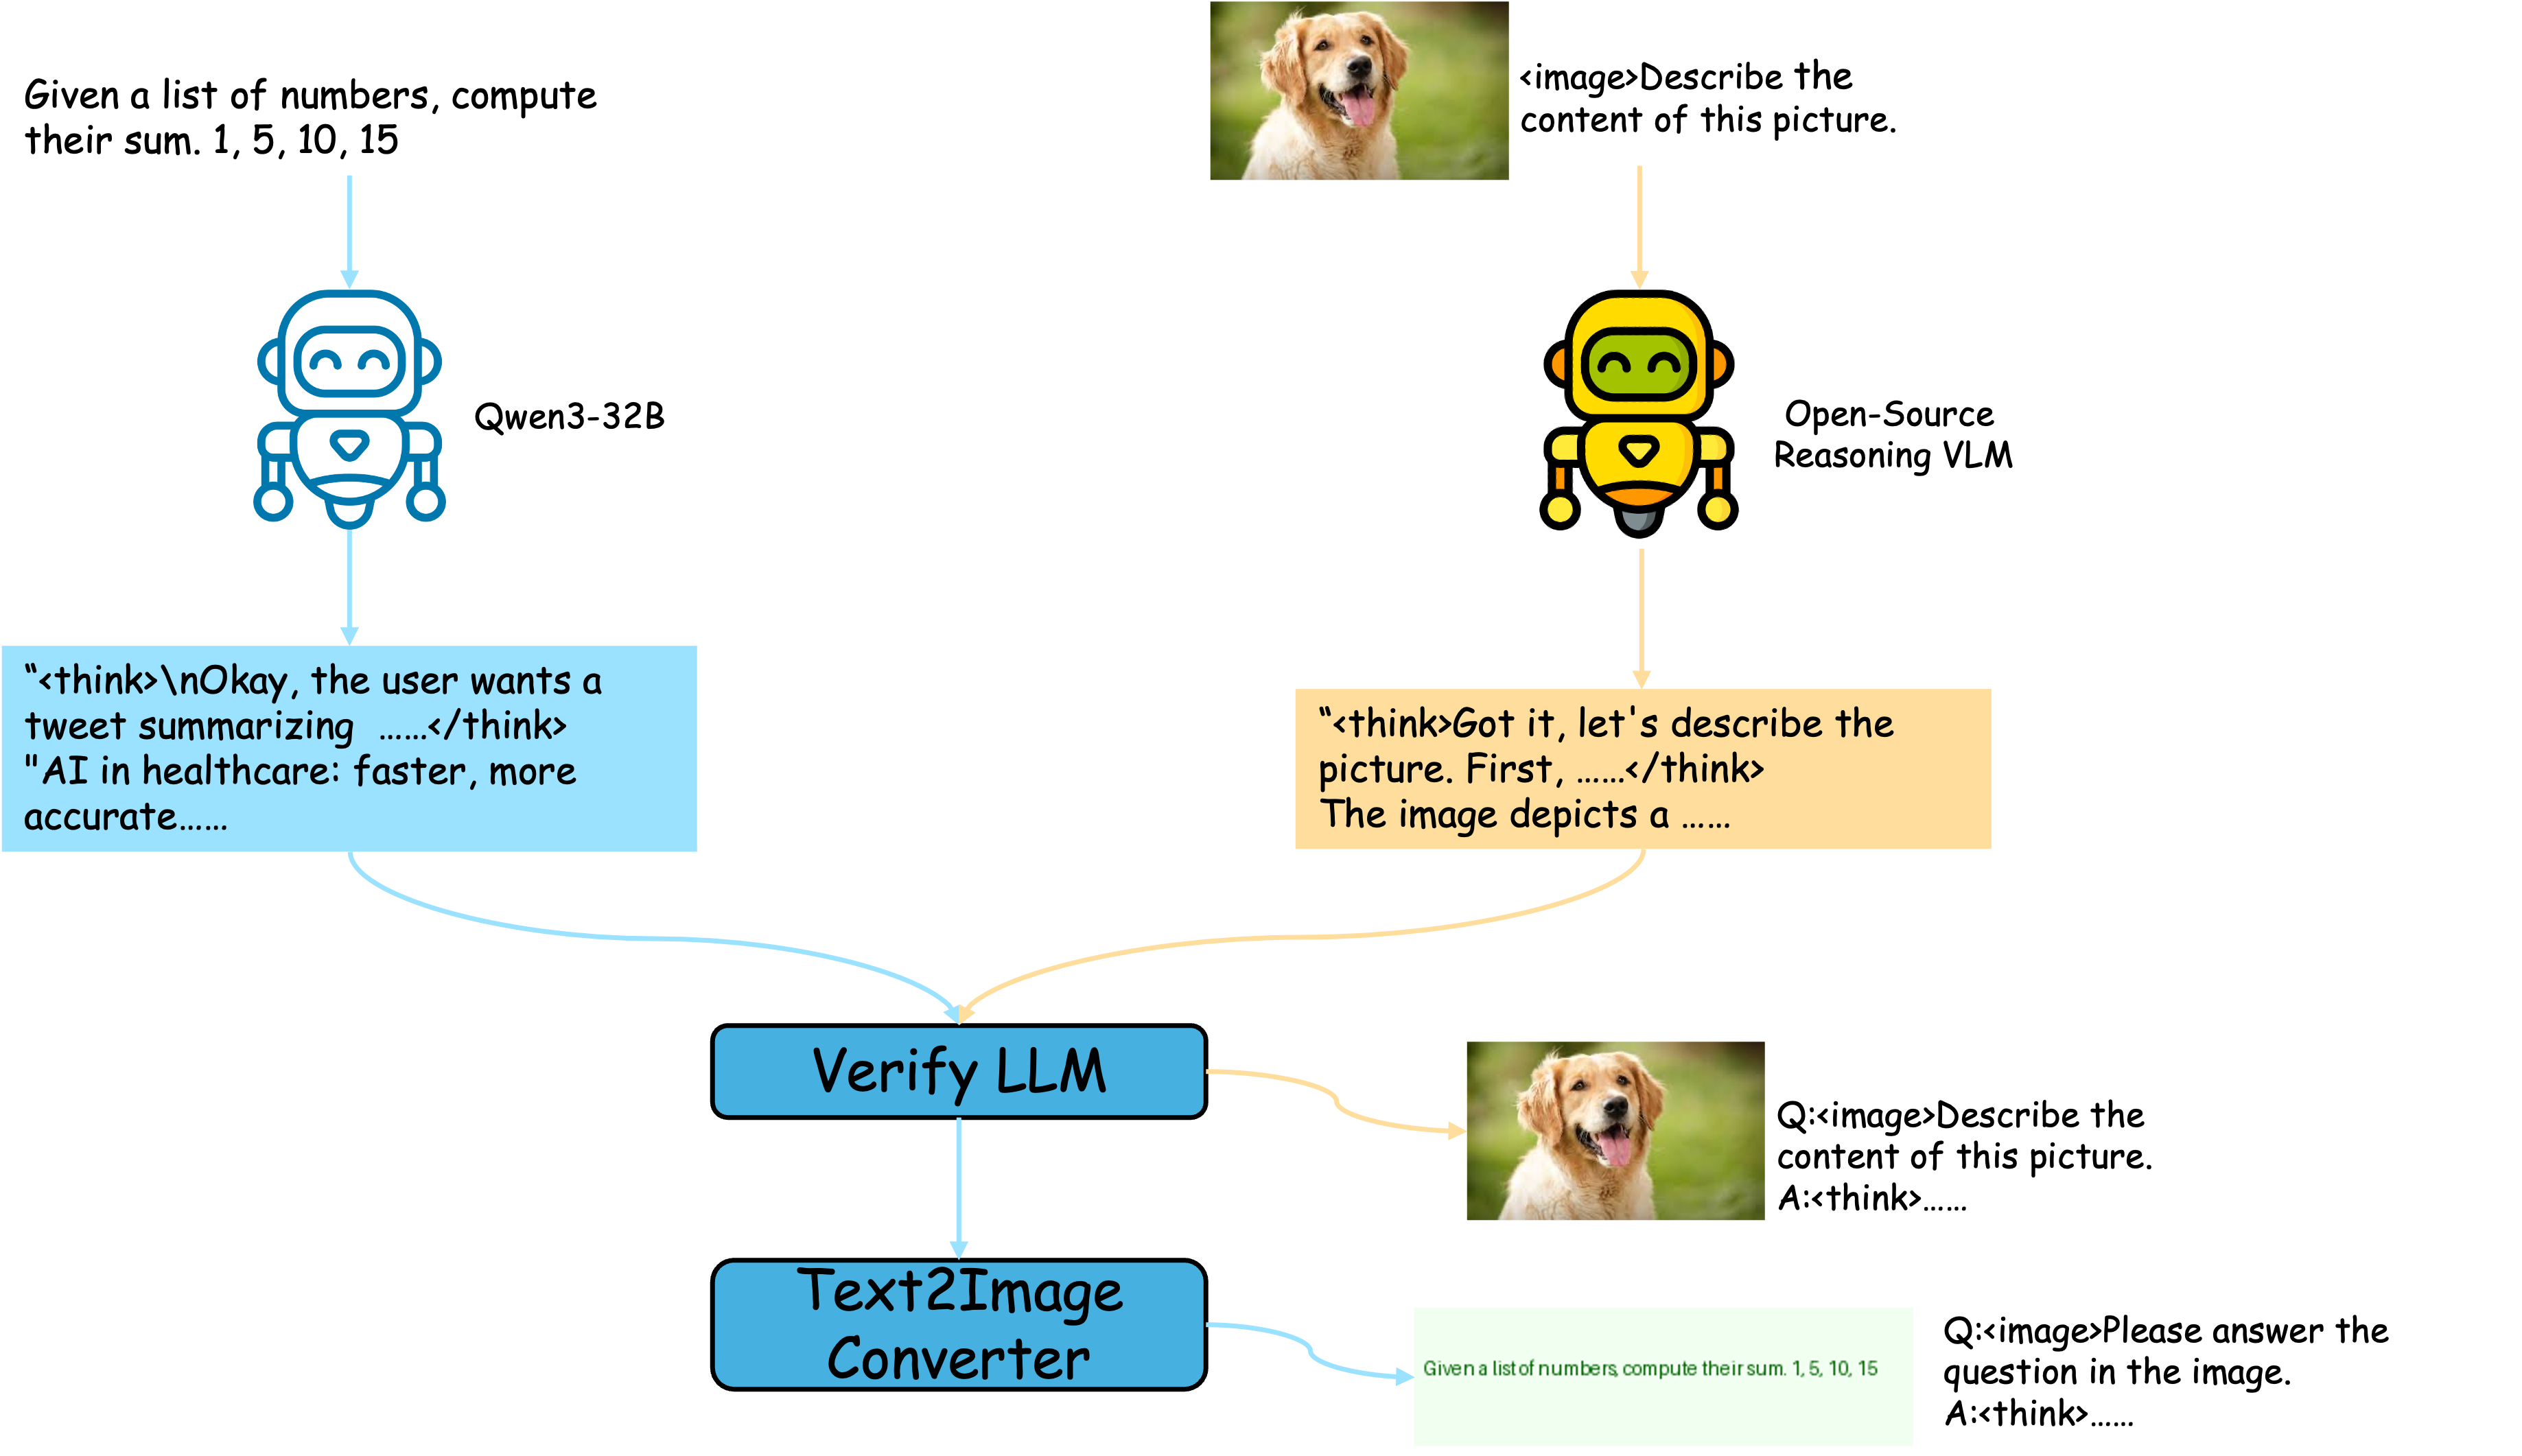 Given a list of numbers, compute
their sum. 1, 5, 10, 15
<image>Describe the
content of this picture.
Qwen3-32B
Open-Source
Reasoning VLM
“<think>\nOkay, the user wants a
tweet summarizing ……</think>
"AI in healthcare: faster, more
accurate……
“<think>Got it, let's describe the
picture. First, ……</think>
The image depicts a ……
Verify LLM
Q:<image>Describe the
content of this picture.
A:<think>……
Text2Image
Converter
Given a list of numbers, compute their sum. 1, 5, 10, 15
Q:<image>Please answer the
question in the image.
A:<think>……